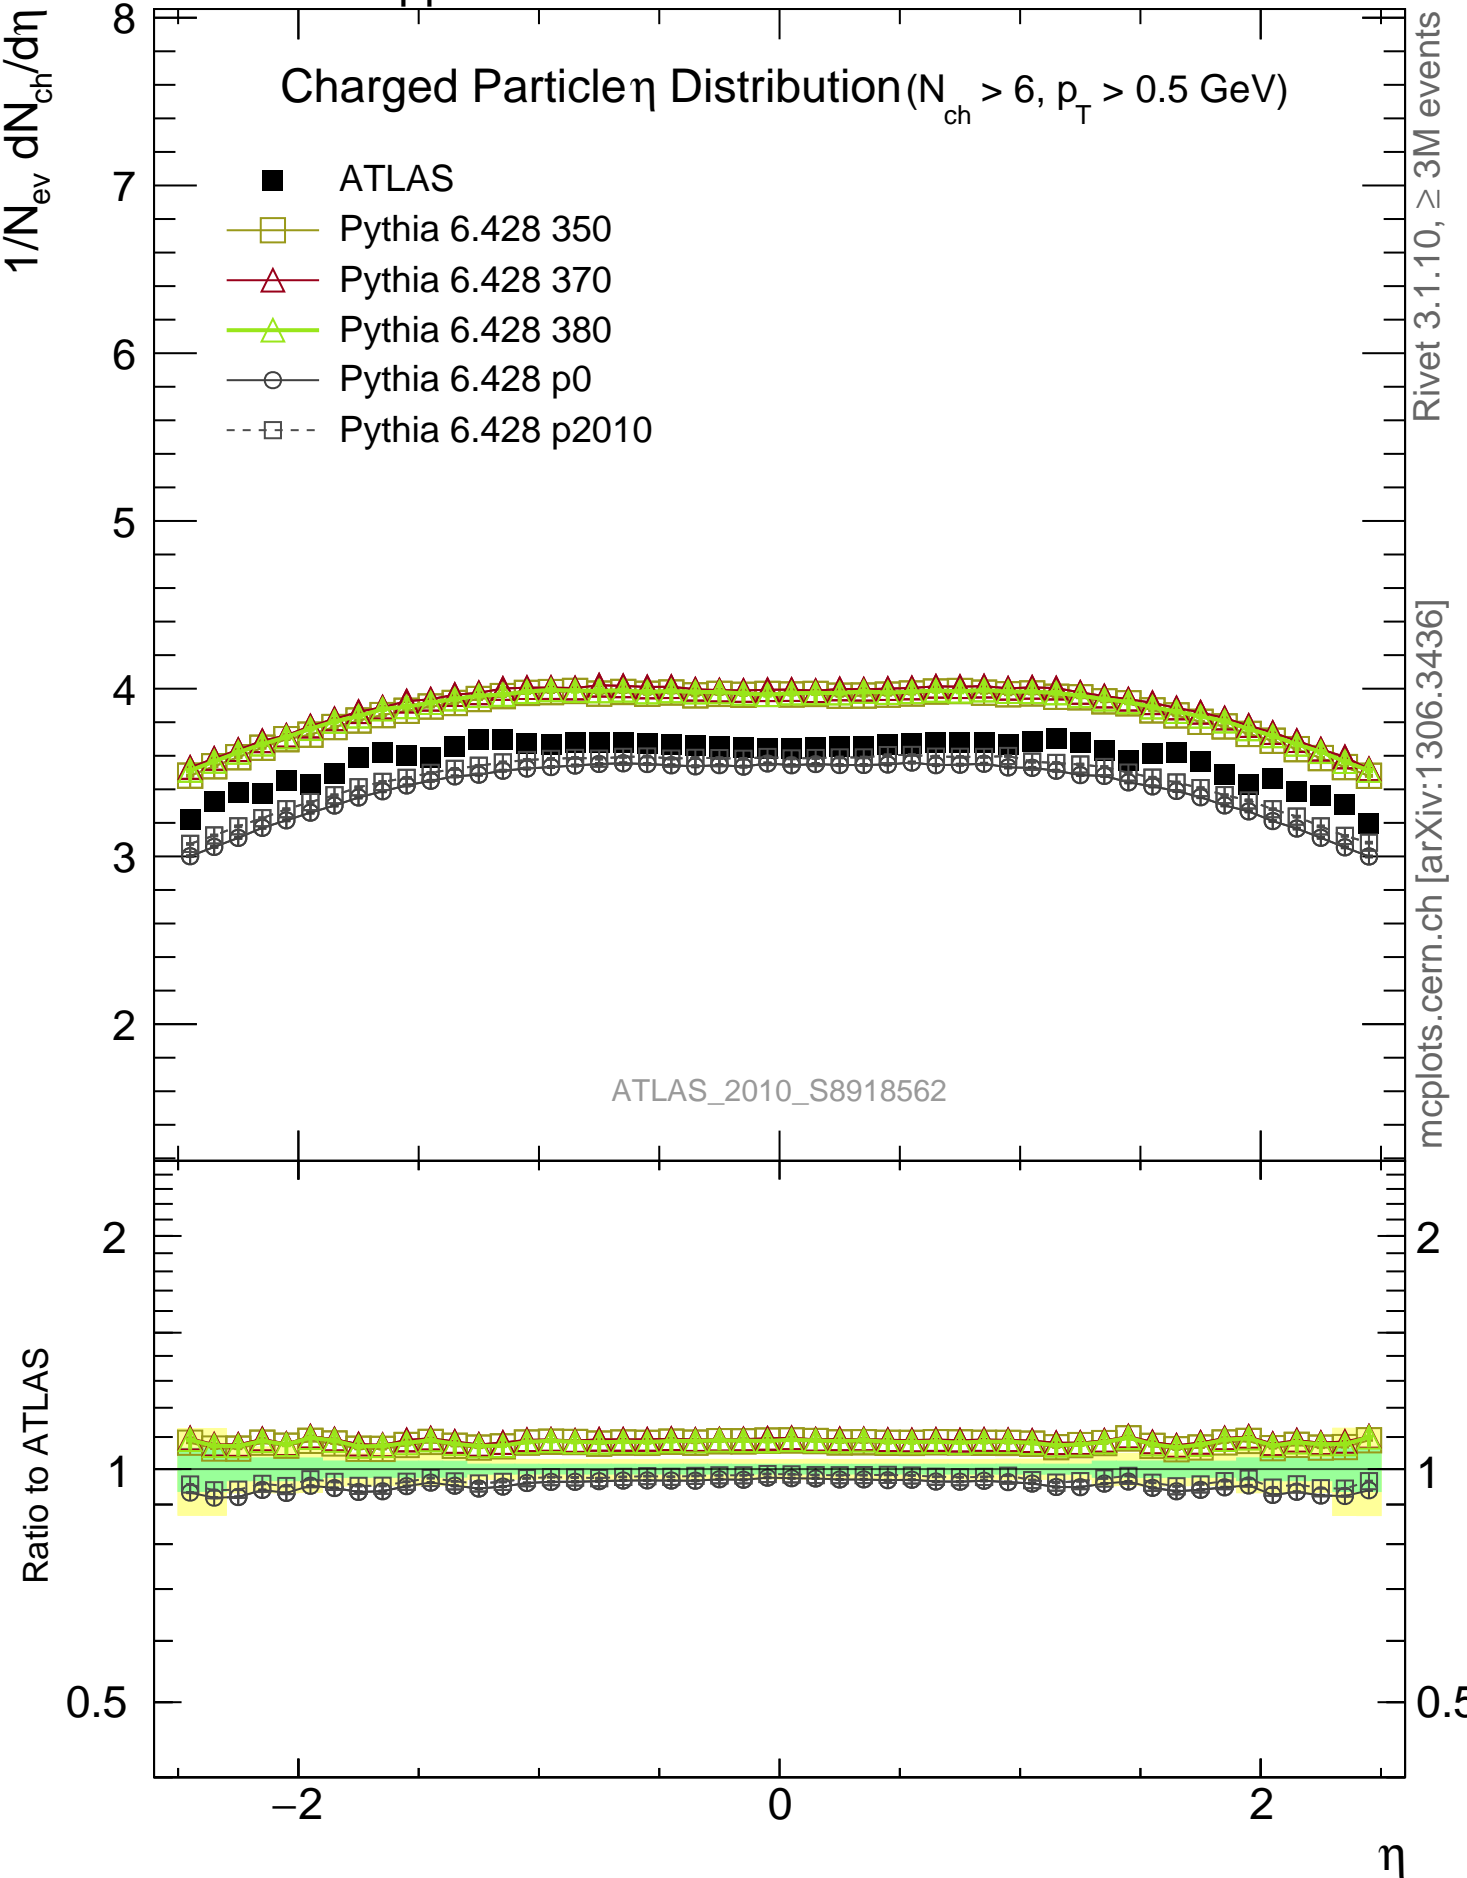 Charged Particle η Distribution (N_ch > 6, p_T > 0.5 GeV)
1/N_ev dN_ch/dη
8
7
6
5
4
3
2
ATLAS
Pythia 6.428 350
Pythia 6.428 370
Pythia 6.428 380
Pythia 6.428 p0
Pythia 6.428 p2010
ATLAS_2010_S8918562
Rivet 3.1.10, ≥ 3M events
mcplots.cern.ch [arXiv:1306.3436]
Ratio to ATLAS
2
1
0.5
2
1
0.5
−2
0
2
η